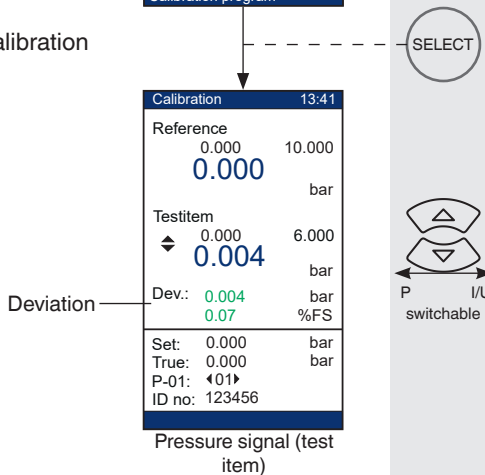 Calibration program
alibration
SELECT
Calibration 13:41
Reference
0.000 10.000
0.000
bar
Testitem
0.000 6.000
0.004
bar
Deviation
Dev.: 0.004 bar
0.07 %FS
P I/U
switchable
Set: 0.000 bar
True: 0.000 bar
P-01: 01
ID no: 123456
Pressure signal (test
item)